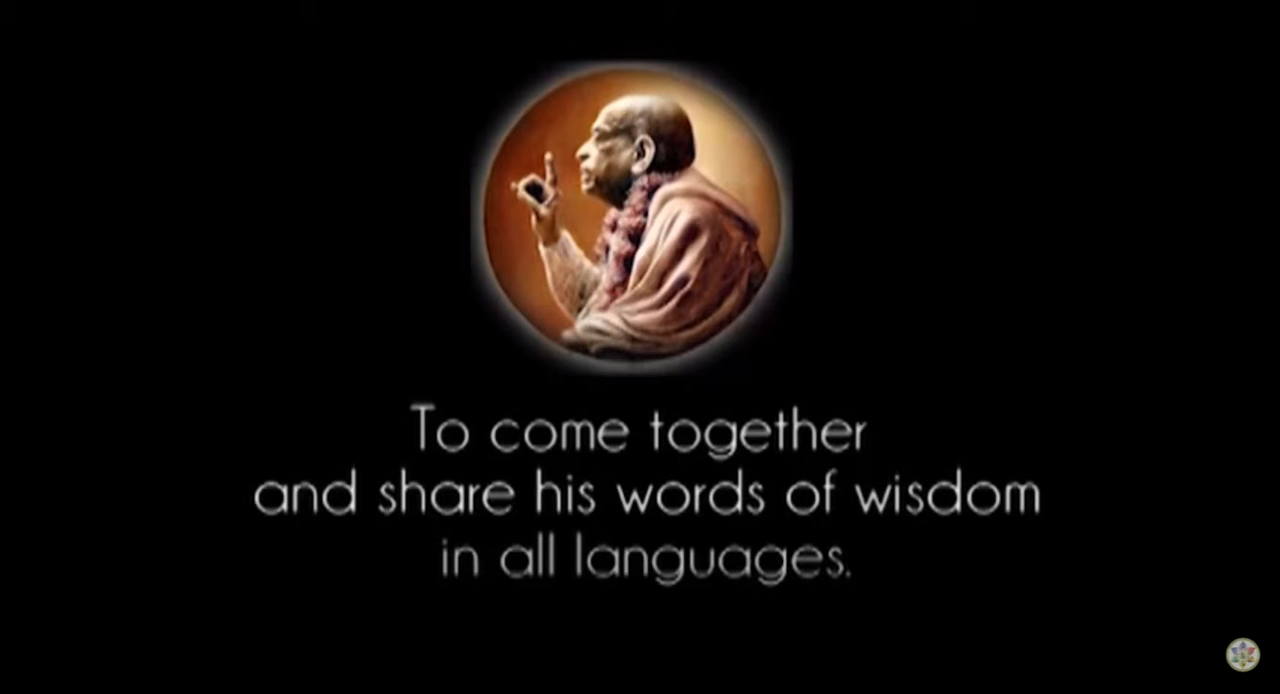 To come together
and share his words of wisdom
in all languages.